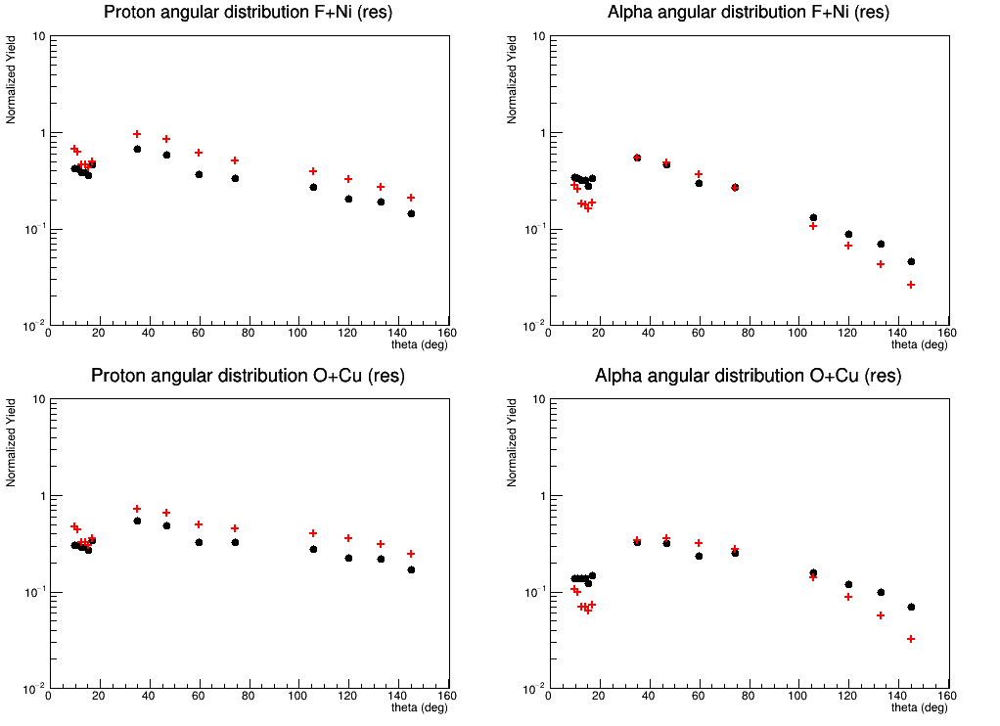 Proton angular distribution F+Ni (res)
Normalized Yield
10
1
10⁻¹
10⁻²
0 20 40 60 80 100 120 140 160
theta (deg)
Alpha angular distribution F+Ni (res)
Normalized Yield
10
1
10⁻¹
10⁻²
0 20 40 60 80 100 120 140 160
theta (deg)
Proton angular distribution O+Cu (res)
Normalized Yield
10
1
10⁻¹
10⁻²
0 20 40 60 80 100 120 140 160
theta (deg)
Alpha angular distribution O+Cu (res)
Normalized Yield
10
1
10⁻¹
10⁻²
0 20 40 60 80 100 120 140 160
theta (deg)